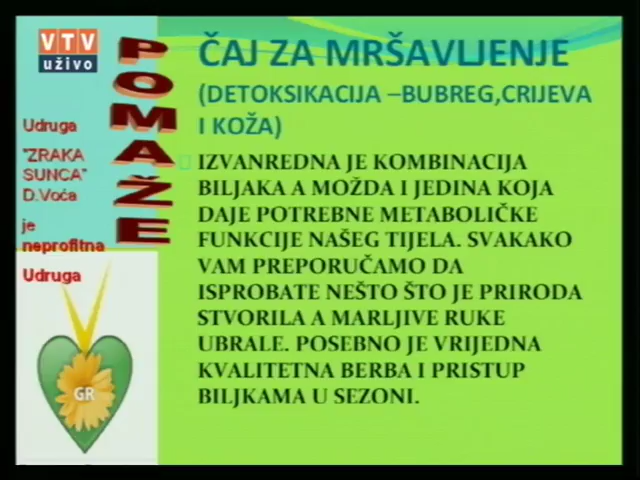 VTV
uživo
POMAŽE
Udruga
"ZRAKA
SUNCA"
D.Voća
je
neprofitna
Udruga
GR
ČAJ ZA MRŠAVLJENJE
(DETOKSIKACIJA –BUBREG,CRIJEVA
I KOŽA)
IZVANREDNA JE KOMBINACIJA
BILJAKA A MOŽDA I JEDINA KOJA
DAJE POTREBNE METABOLIČKE
FUNKCIJE NAŠEG TIJELA. SVAKAKO
VAM PREPORUČAMO DA
ISPROBATE NEŠTO ŠTO JE PRIRODA
STVORILA A MARLJIVE RUKE
UBRALE. POSEBNO JE VRIJEDNA
KVALITETNA BERBA I PRISTUP
BILJKAMA U SEZONI.